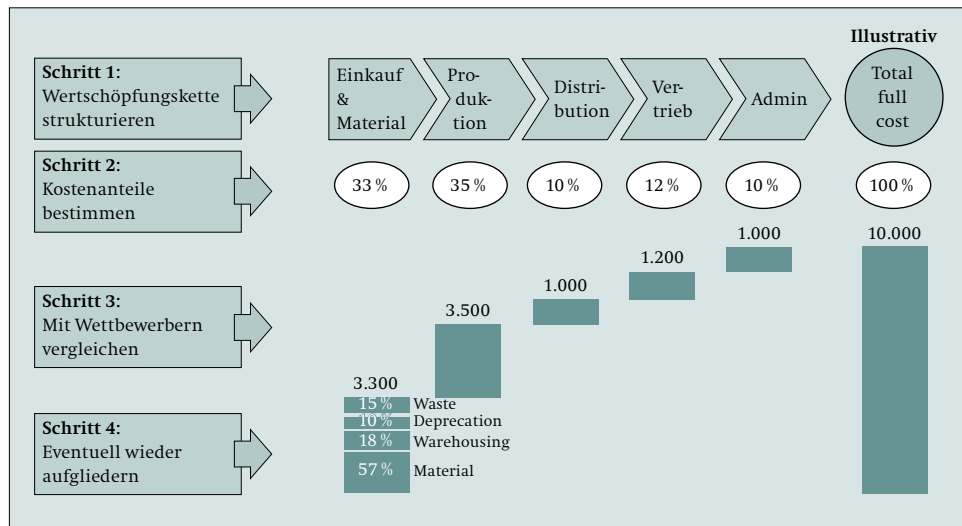 Illustrativ
Schritt 1:
Wertschöpfungskette
strukturieren
Einkauf
&
Material
Pro-
duk-
tion
Distri-
bution
Ver-
trieb
Admin
Total
full
cost
Schritt 2:
Kostenanteile
bestimmen
33 %
35 %
10 %
12 %
10 %
100 %
Schritt 3:
Mit Wettbewerbern
vergleichen
3.300
3.500
1.000
1.200
1.000
10.000
Schritt 4:
Eventuell wieder
aufgliedern
15 % Waste
10 % Deprecation
18 % Warehousing
57 % Material